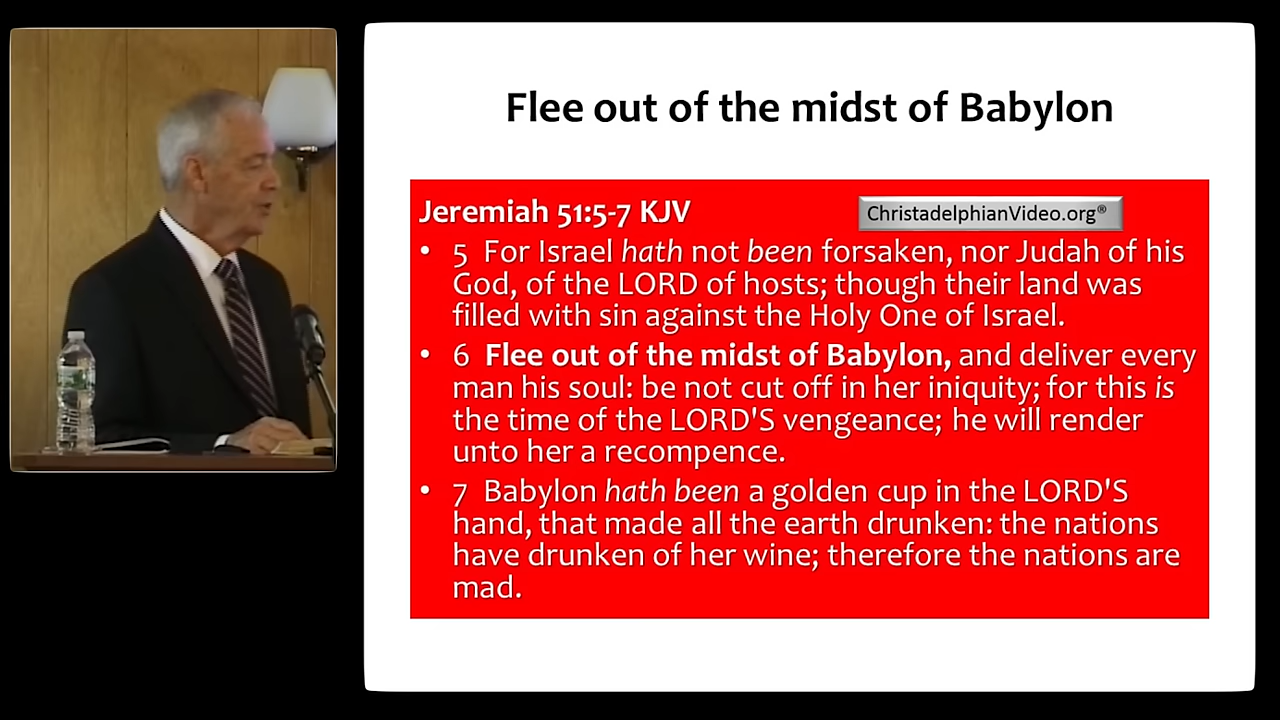 Flee out of the midst of Babylon
Jeremiah 51:5-7 KJV
ChristadelphianVideo.org®
• 5 For Israel hath not been forsaken, nor Judah of his
God, of the LORD of hosts; though their land was
filled with sin against the Holy One of Israel.
• 6 Flee out of the midst of Babylon, and deliver every
man his soul: be not cut off in her iniquity; for this is
the time of the LORD'S vengeance; he will render
unto her a recompence.
• 7 Babylon hath been a golden cup in the LORD'S
hand, that made all the earth drunken: the nations
have drunken of her wine; therefore the nations are
mad.